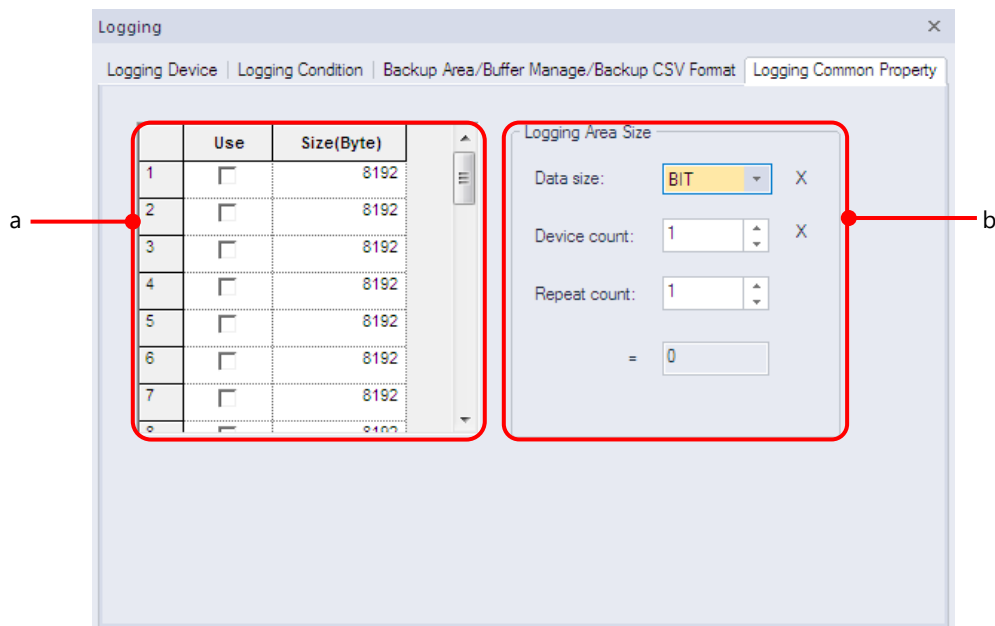 Logging
Logging Device | Logging Condition | Backup Area/Buffer Manage/Backup CSV Format | Logging Common Property
Use Size(Byte)
1 8192
2 8192
3 8192
4 8192
5 8192
6 8192
7 8192
8 8192
a
Logging Area Size
Data size: BIT X
Device count: 1 X
Repeat count: 1
= 0
b